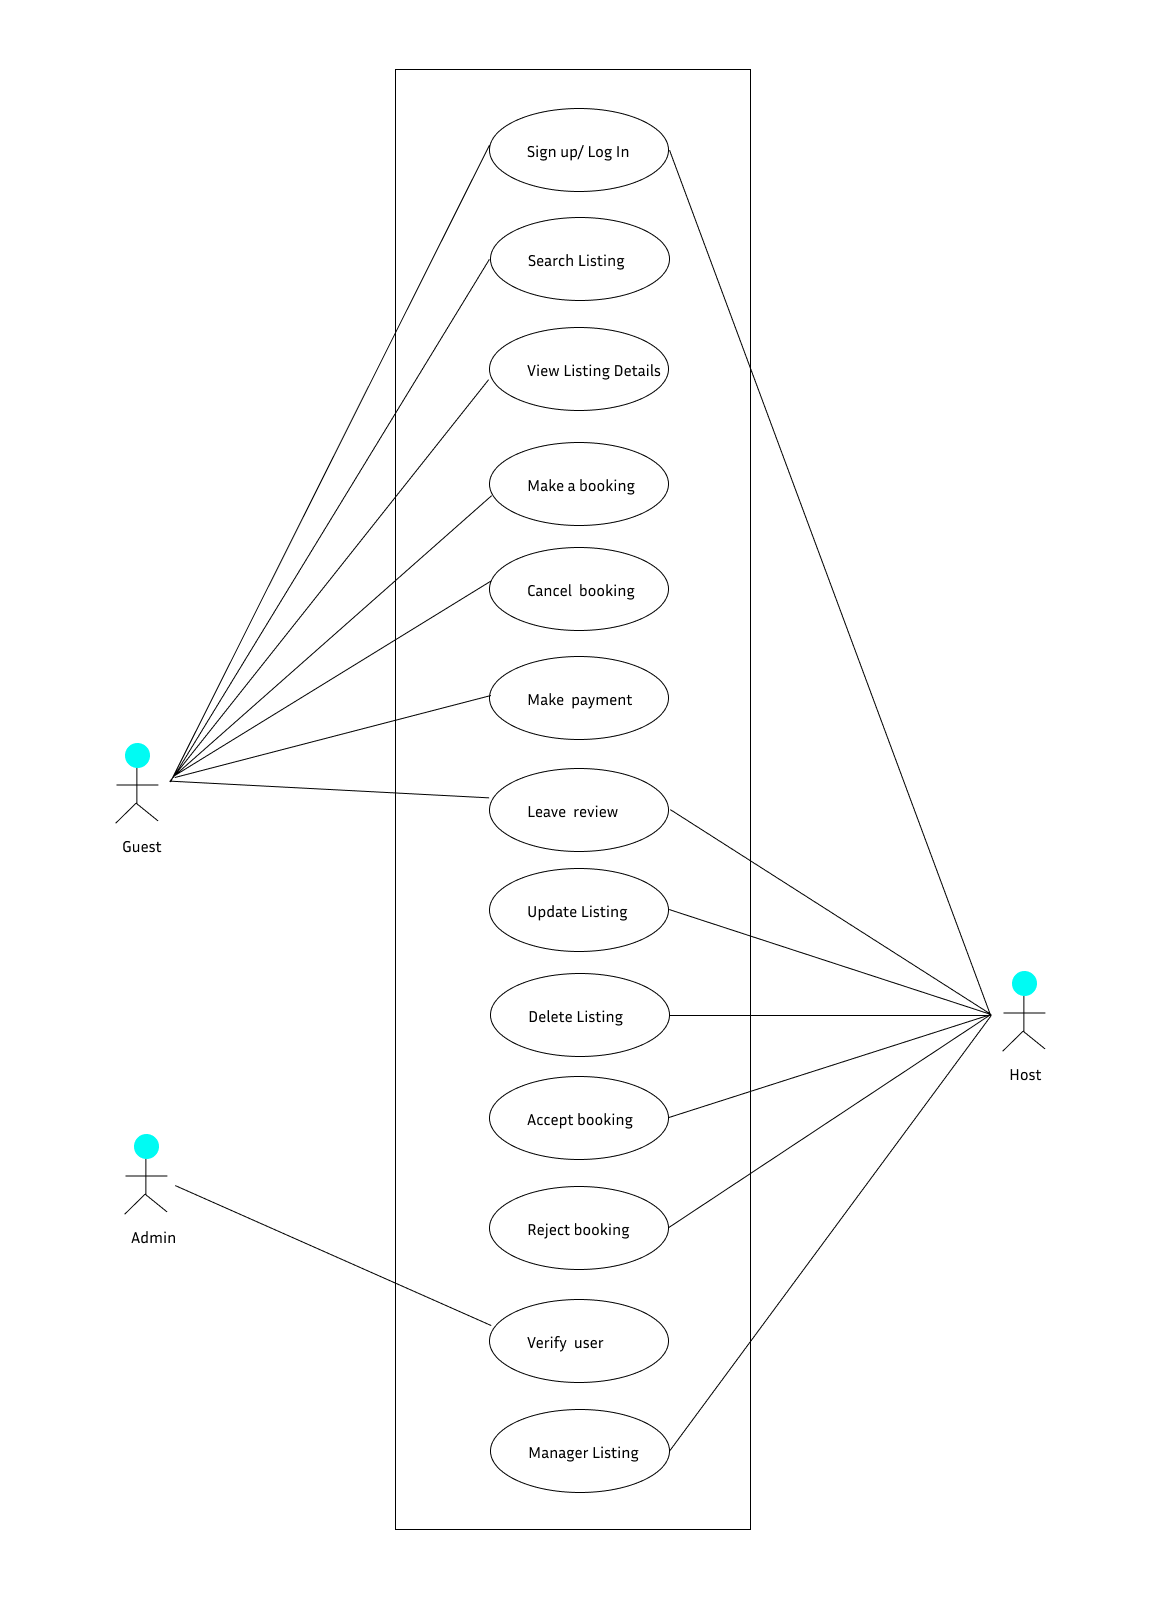 Sign up/ Log In
Search Listing
View Listing Details
Make a booking
Cancel  booking
Make  payment
Leave  review
Guest
Update Listing
Delete Listing
Host
Accept booking
Reject booking
Admin
Verify  user
Manager Listing